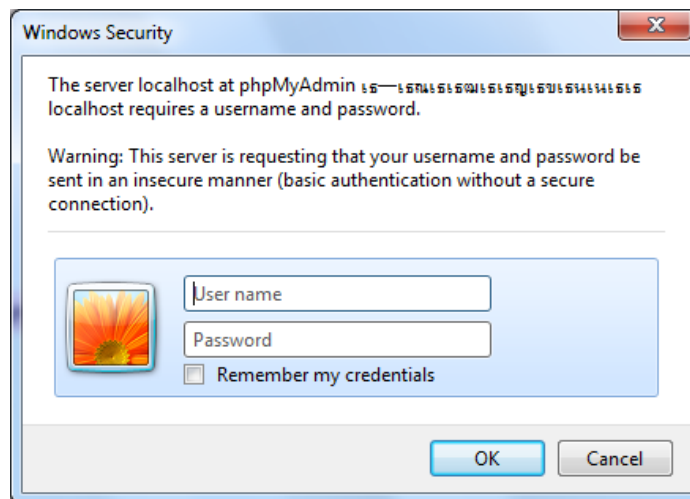 Windows Security
The server localhost at phpMyAdmin
localhost requires a username and password.
Warning: This server is requesting that your username and password be
sent in an insecure manner (basic authentication without a secure
connection).
User name
Password
Remember my credentials
OK
Cancel